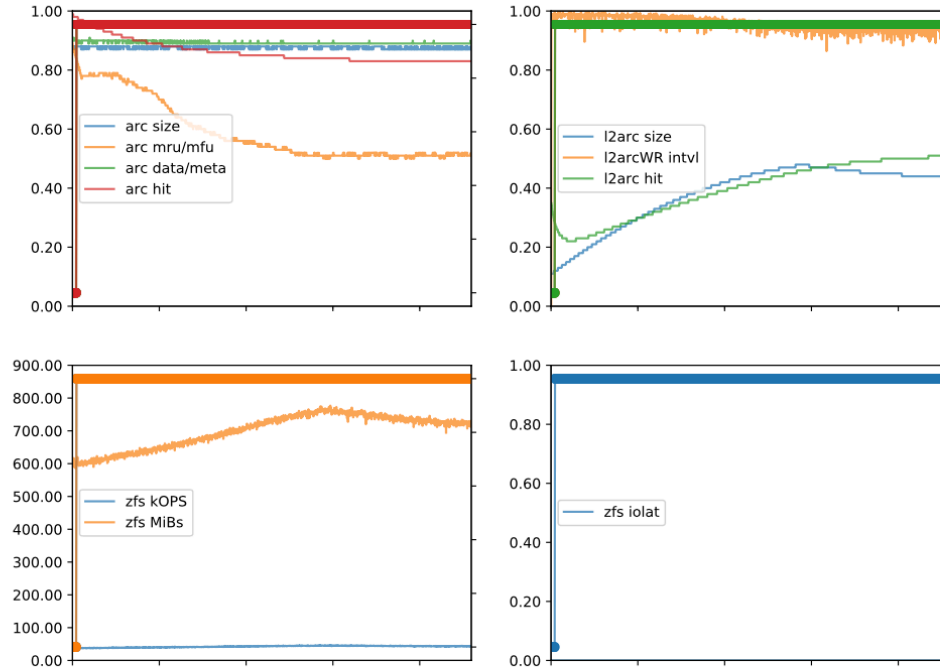 1.00
0.80
0.60
0.40
0.20
0.00
arc size
arc mru/mfu
arc data/meta
arc hit
1.00
0.80
0.60
0.40
0.20
0.00
l2arc size
l2arcWR intvl
l2arc hit
900.00
800.00
700.00
600.00
500.00
400.00
300.00
200.00
100.00
0.00
zfs kOPS
zfs MiBs
1.00
0.80
0.60
0.40
0.20
0.00
zfs iolat